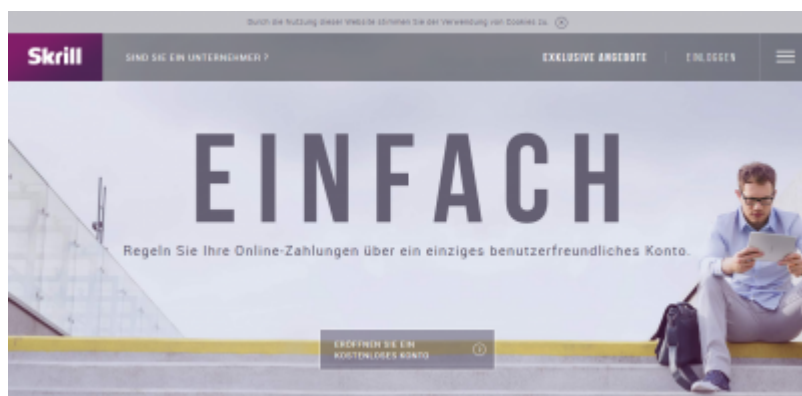 Durch die Nutzung dieser Website stimmen Sie der Verwendung von Cookies zu.
Skrill
SIND SIE EIN UNTERNEHMER ?
EXKLUSIVE ANGEBOTE
EINLOGGEN
EINFACH
Regeln Sie Ihre Online-Zahlungen über ein einziges benutzerfreundliches Konto.
ERÖFFNEN SIE EIN
KOSTENLOSES KONTO